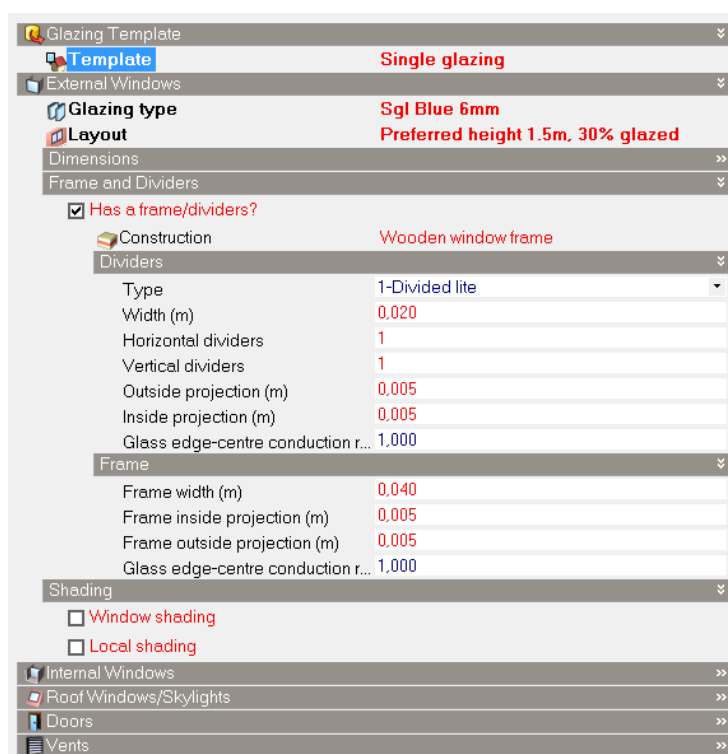 Glazing Template
Template Single glazing
External Windows
Glazing type Sgl Blue 6mm
Layout Preferred height 1.5m, 30% glazed
Dimensions
Frame and Dividers
Has a frame/dividers?
Construction Wooden window frame
Dividers
Type 1-Divided lite
Width (m) 0,020
Horizontal dividers 1
Vertical dividers 1
Outside projection (m) 0,005
Inside projection (m) 0,005
Glass edge-centre conduction r... 1,000
Frame
Frame width (m) 0,040
Frame inside projection (m) 0,005
Frame outside projection (m) 0,005
Glass edge-centre conduction r... 1,000
Shading
Window shading
Local shading
Internal Windows
Roof Windows/Skylights
Doors
Vents